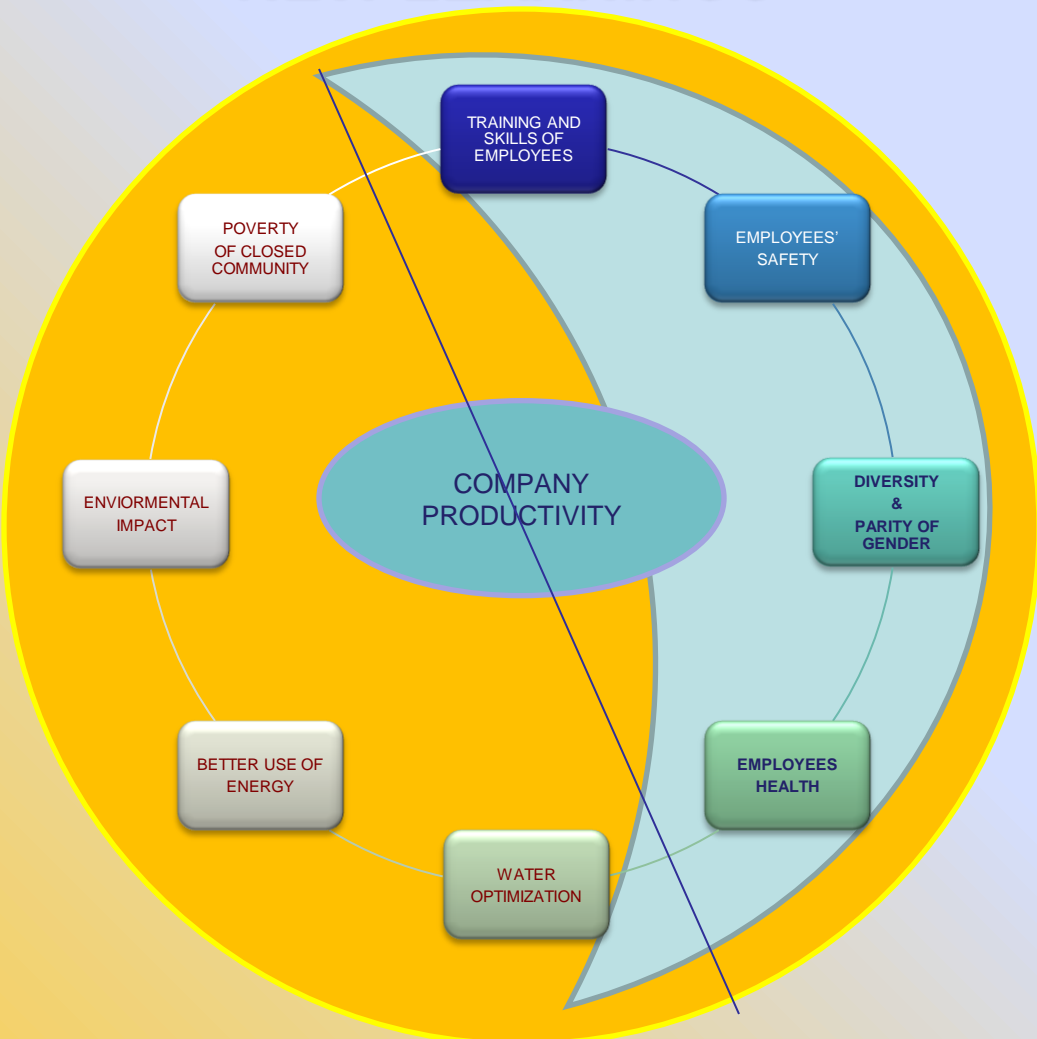 TRAINING AND
SKILLS OF
EMPLOYEES
EMPLOYEES’
SAFETY
DIVERSITY
&
PARITY OF
GENDER
EMPLOYEES
HEALTH
WATER
OPTIMIZATION
BETTER USE OF
ENERGY
ENVIORMENTAL
IMPACT
POVERTY
OF CLOSED
COMMUNITY
COMPANY
PRODUCTIVITY